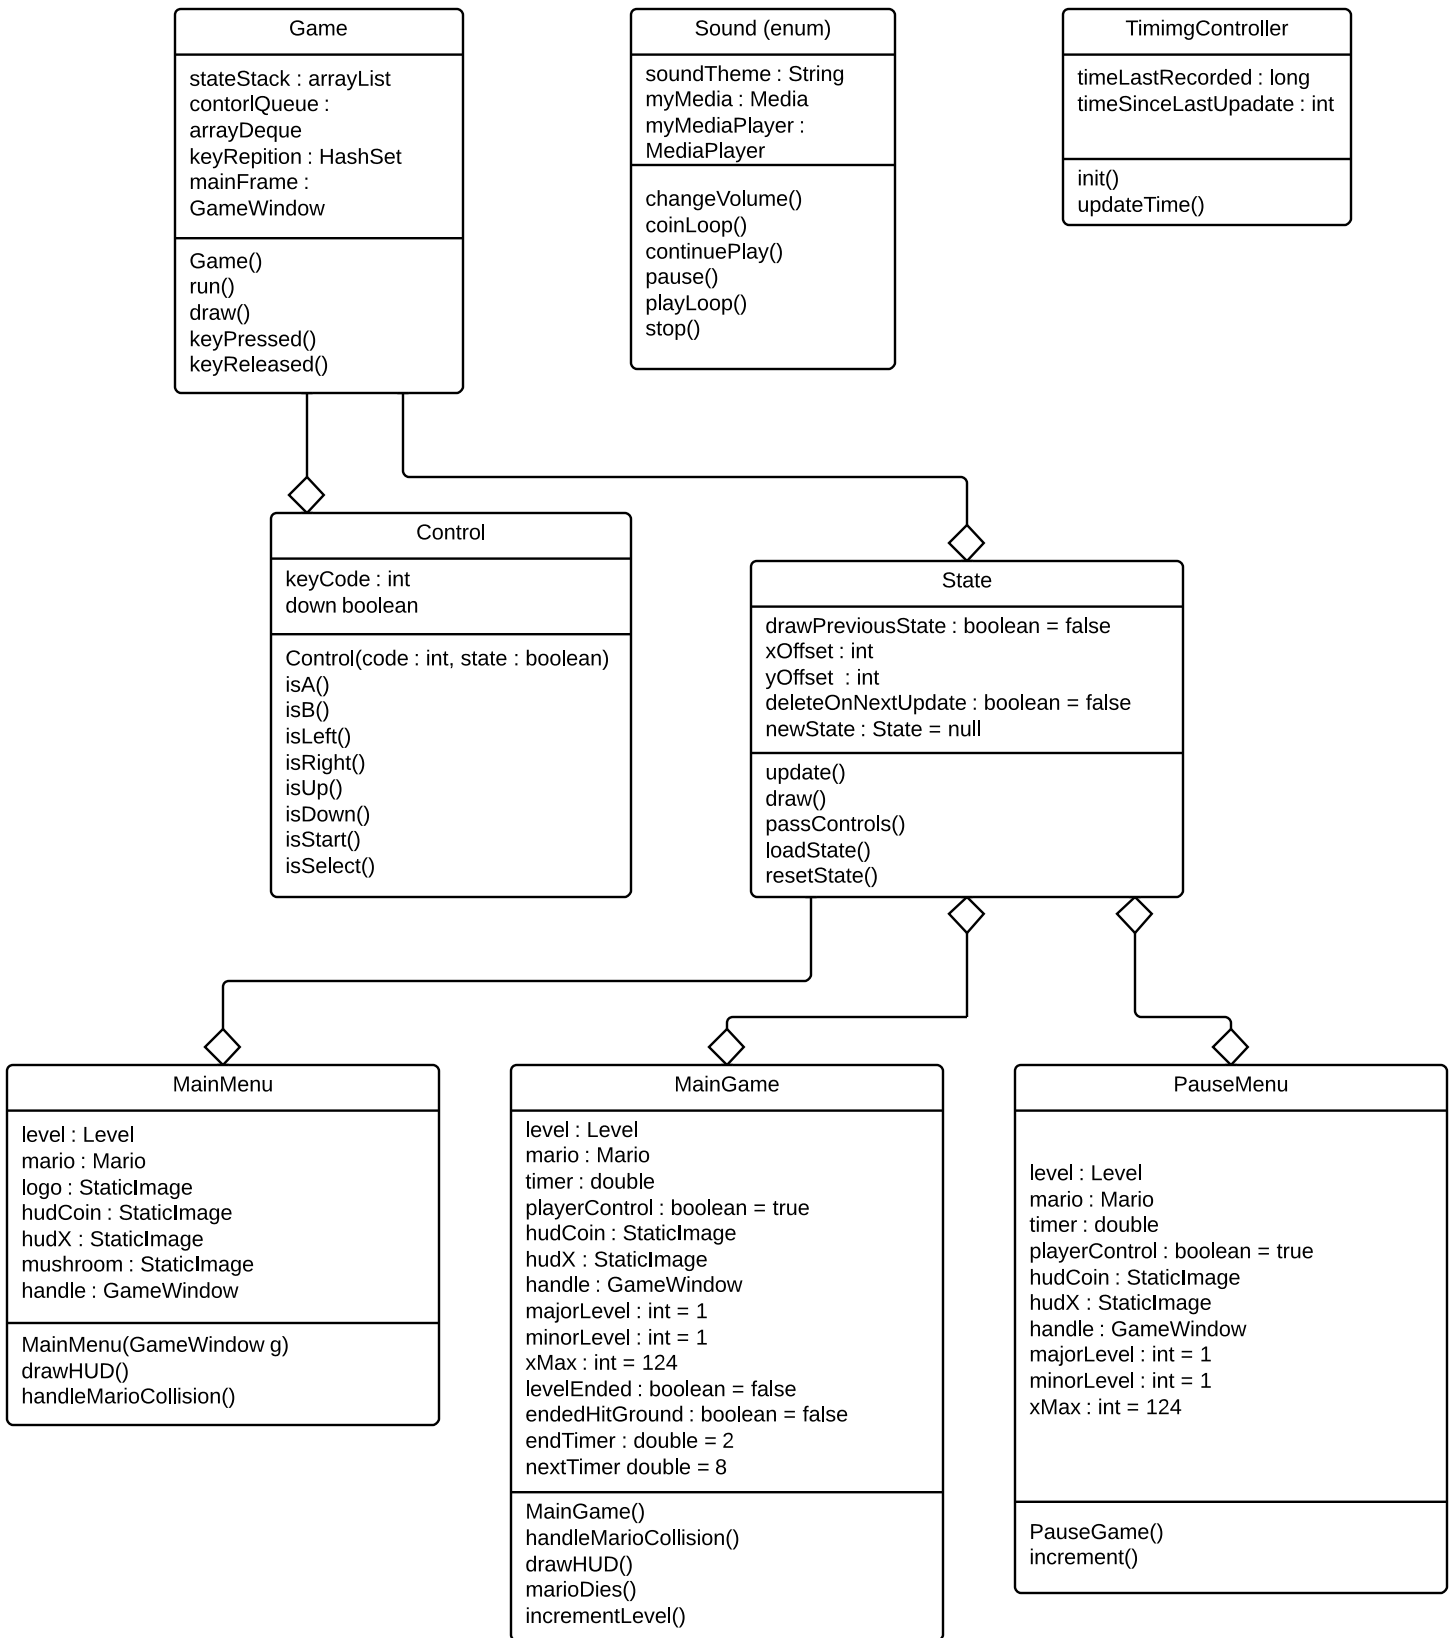 Game
stateStack : arrayList
contorlQueue :
arrayDeque
keyRepition : HashSet
mainFrame :
GameWindow
Game()
run()
draw()
keyPressed()
keyReleased()
Sound (enum)
soundTheme : String
myMedia : Media
myMediaPlayer :
MediaPlayer
changeVolume()
coinLoop()
continuePlay()
pause()
playLoop()
stop()
TimimgController
timeLastRecorded : long
timeSinceLastUpadate : int
init()
updateTime()
Control
keyCode : int
down boolean
Control(code : int, state : boolean)
isA()
isB()
isLeft()
isRight()
isUp()
isDown()
isStart()
isSelect()
State
drawPreviousState : boolean = false
xOffset : int
yOffset  : int
deleteOnNextUpdate : boolean = false
newState : State = null
update()
draw()
passControls()
loadState()
resetState()
MainMenu
level : Level
mario : Mario
logo : StaticImage
hudCoin : StaticImage
hudX : StaticImage
mushroom : StaticImage
handle : GameWindow
MainMenu(GameWindow g)
drawHUD()
handleMarioCollision()
MainGame
level : Level
mario : Mario
timer : double
playerControl : boolean = true
hudCoin : StaticImage
hudX : StaticImage
handle : GameWindow
majorLevel : int = 1
minorLevel : int = 1
xMax : int = 124
levelEnded : boolean = false
endedHitGround : boolean = false
endTimer : double = 2
nextTimer double = 8
MainGame()
handleMarioCollision()
drawHUD()
marioDies()
incrementLevel()
PauseMenu
level : Level
mario : Mario
timer : double
playerControl : boolean = true
hudCoin : StaticImage
hudX : StaticImage
handle : GameWindow
majorLevel : int = 1
minorLevel : int = 1
xMax : int = 124
PauseGame()
increment()